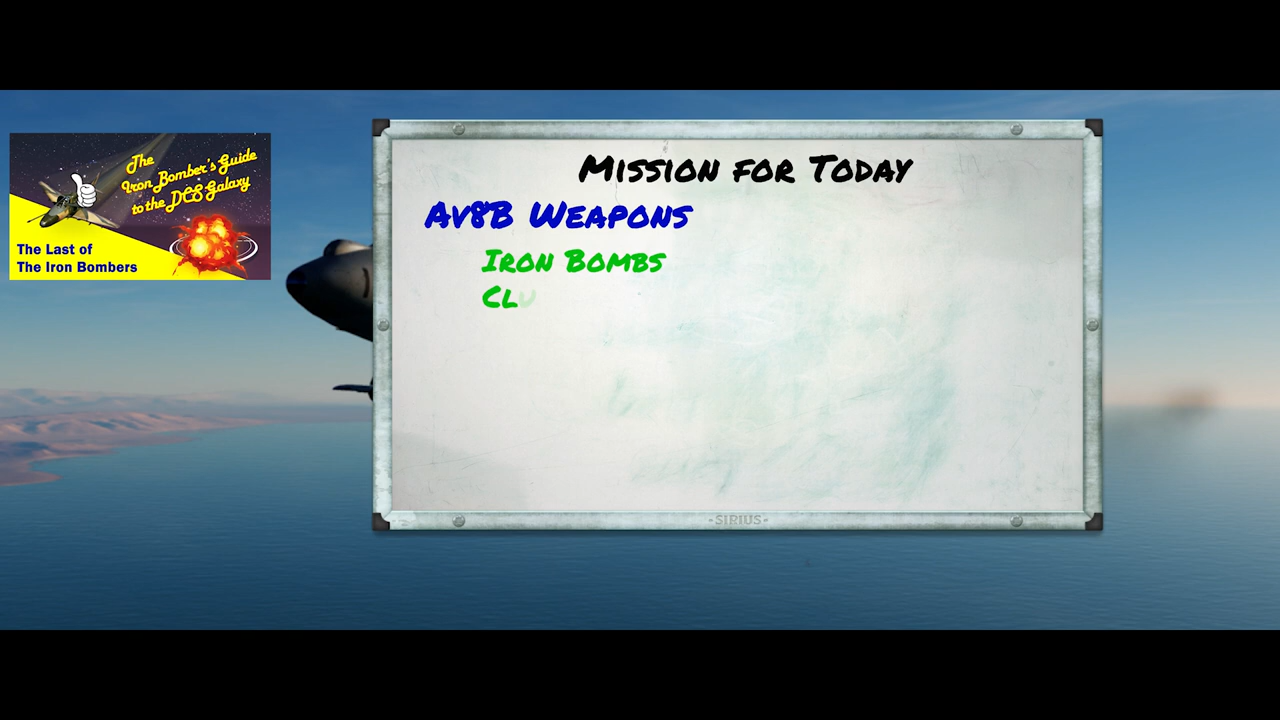 The
Iron Bomber's Guide
to the DCS Galaxy
The Last of
The Iron Bombers
Mission for Today
Av8B Weapons
Iron Bombs
Clu
-SIRIUS-